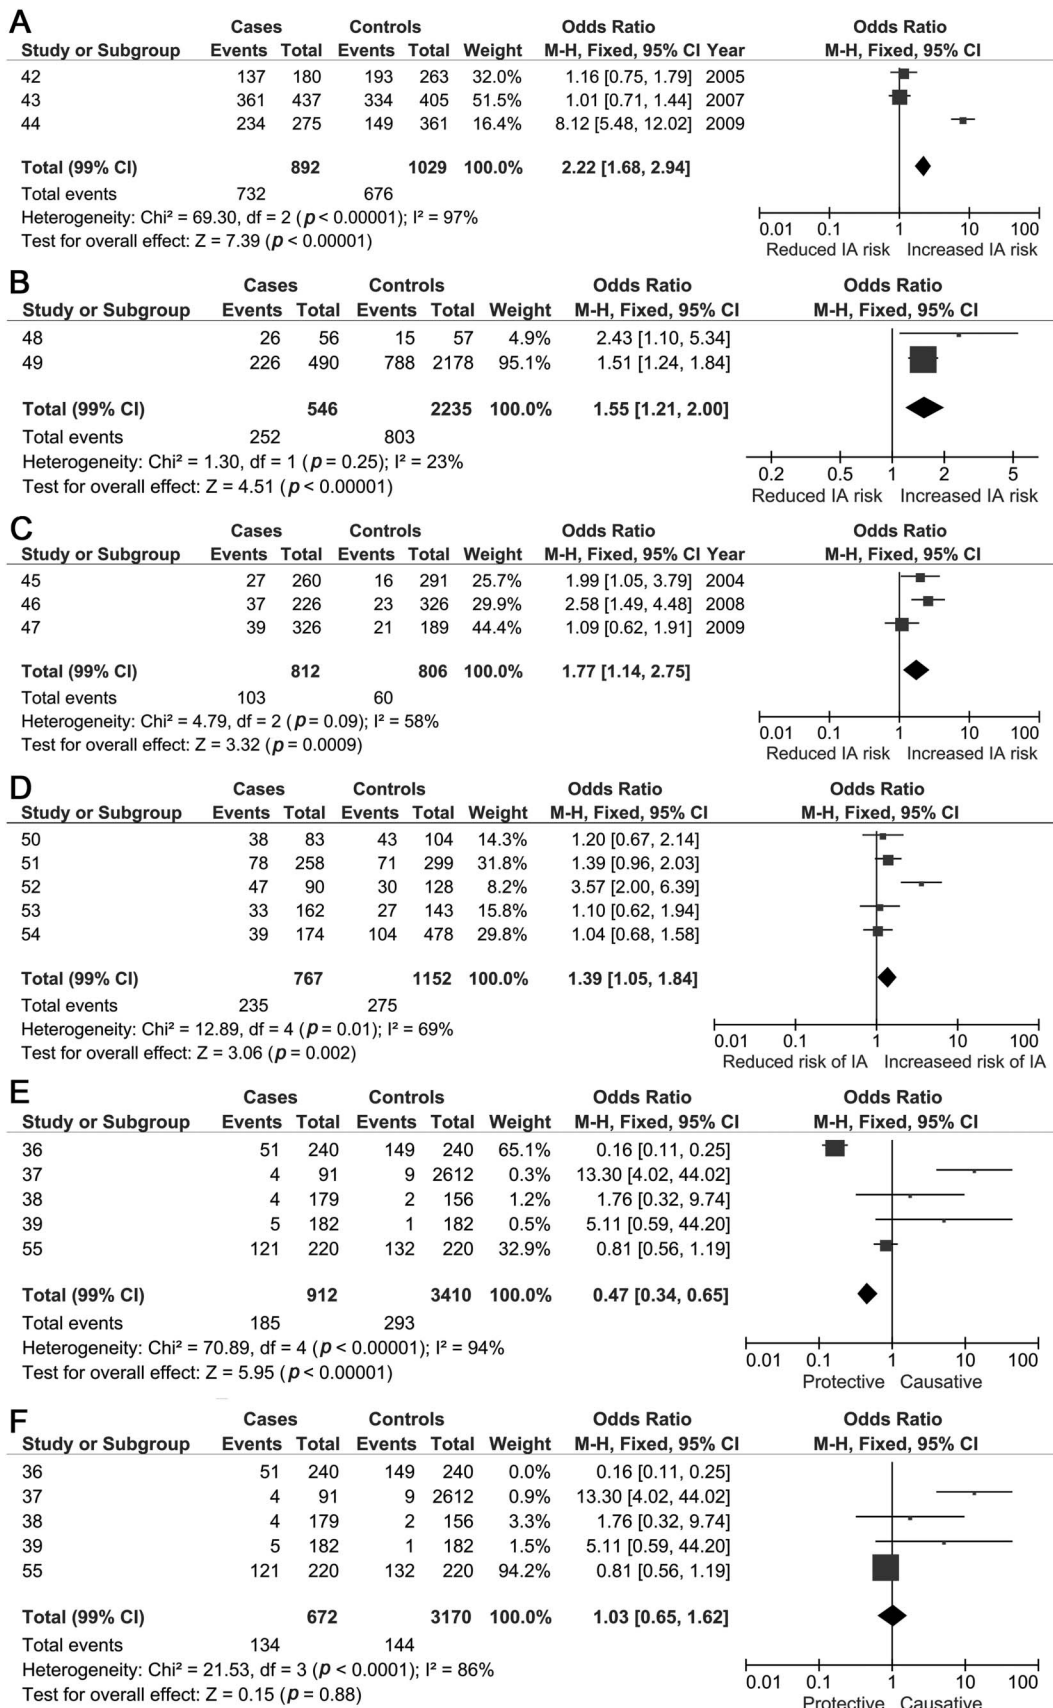 A
Cases Controls Odds Ratio Odds Ratio
Study or Subgroup Events Total Events Total Weight M-H, Fixed, 95% CI Year M-H, Fixed, 95% CI
42 137 180 193 263 32.0% 1.16 [0.75, 1.79] 2005
43 361 437 334 405 51.5% 1.01 [0.71, 1.44] 2007
44 234 275 149 361 16.4% 8.12 [5.48, 12.02] 2009
Total (99% CI) 892 1029 100.0% 2.22 [1.68, 2.94]
Total events 732 676
Heterogeneity: Chi² = 69.30, df = 2 (p < 0.00001); I² = 97%
Test for overall effect: Z = 7.39 (p < 0.00001)
0.01 0.1 1 10 100
Reduced IA risk Increased IA risk
B
Cases Controls Odds Ratio Odds Ratio
Study or Subgroup Events Total Events Total Weight M-H, Fixed, 95% CI M-H, Fixed, 95% CI
48 26 56 15 57 4.9% 2.43 [1.10, 5.34]
49 226 490 788 2178 95.1% 1.51 [1.24, 1.84]
Total (99% CI) 546 2235 100.0% 1.55 [1.21, 2.00]
Total events 252 803
Heterogeneity: Chi² = 1.30, df = 1 (p = 0.25); I² = 23%
Test for overall effect: Z = 4.51 (p < 0.00001)
0.2 0.5 1 2 5
Reduced IA risk Increased IA risk
C
Cases Controls Odds Ratio Odds Ratio
Study or Subgroup Events Total Events Total Weight M-H, Fixed, 95% CI Year M-H, Fixed, 95% CI
45 27 260 16 291 25.7% 1.99 [1.05, 3.79] 2004
46 37 226 23 326 29.9% 2.58 [1.49, 4.48] 2008
47 39 326 21 189 44.4% 1.09 [0.62, 1.91] 2009
Total (99% CI) 812 806 100.0% 1.77 [1.14, 2.75]
Total events 103 60
Heterogeneity: Chi² = 4.79, df = 2 (p = 0.09); I² = 58%
Test for overall effect: Z = 3.32 (p = 0.0009)
0.01 0.1 1 10 100
Reduced IA risk Increased IA risk
D
Cases Controls Odds Ratio Odds Ratio
Study or Subgroup Events Total Events Total Weight M-H, Fixed, 95% CI M-H, Fixed, 95% CI
50 38 83 43 104 14.3% 1.20 [0.67, 2.14]
51 78 258 71 299 31.8% 1.39 [0.96, 2.03]
52 47 90 30 128 8.2% 3.57 [2.00, 6.39]
53 33 162 27 143 15.8% 1.10 [0.62, 1.94]
54 39 174 104 478 29.8% 1.04 [0.68, 1.58]
Total (99% CI) 767 1152 100.0% 1.39 [1.05, 1.84]
Total events 235 275
Heterogeneity: Chi² = 12.89, df = 4 (p = 0.01); I² = 69%
Test for overall effect: Z = 3.06 (p = 0.002)
0.01 0.1 1 10 100
Reduced risk of IA Increaseed risk of IA
E
Cases Controls Odds Ratio Odds Ratio
Study or Subgroup Events Total Events Total Weight M-H, Fixed, 95% CI M-H, Fixed, 95% CI
36 51 240 149 240 65.1% 0.16 [0.11, 0.25]
37 4 91 9 2612 0.3% 13.30 [4.02, 44.02]
38 4 179 2 156 1.2% 1.76 [0.32, 9.74]
39 5 182 1 182 0.5% 5.11 [0.59, 44.20]
55 121 220 132 220 32.9% 0.81 [0.56, 1.19]
Total (99% CI) 912 3410 100.0% 0.47 [0.34, 0.65]
Total events 185 293
Heterogeneity: Chi² = 70.89, df = 4 (p < 0.00001); I² = 94%
Test for overall effect: Z = 5.95 (p < 0.00001)
0.01 0.1 1 10 100
Protective Causative
F
Cases Controls Odds Ratio Odds Ratio
Study or Subgroup Events Total Events Total Weight M-H, Fixed, 95% CI M-H, Fixed, 95% CI
36 51 240 149 240 0.0% 0.16 [0.11, 0.25]
37 4 91 9 2612 0.9% 13.30 [4.02, 44.02]
38 4 179 2 156 3.3% 1.76 [0.32, 9.74]
39 5 182 1 182 1.5% 5.11 [0.59, 44.20]
55 121 220 132 220 94.2% 0.81 [0.56, 1.19]
Total (99% CI) 672 3170 100.0% 1.03 [0.65, 1.62]
Total events 134 144
Heterogeneity: Chi² = 21.53, df = 3 (p < 0.0001); I² = 86%
Test for overall effect: Z = 0.15 (p = 0.88)
0.01 0.1 1 10 100
Protective Causative